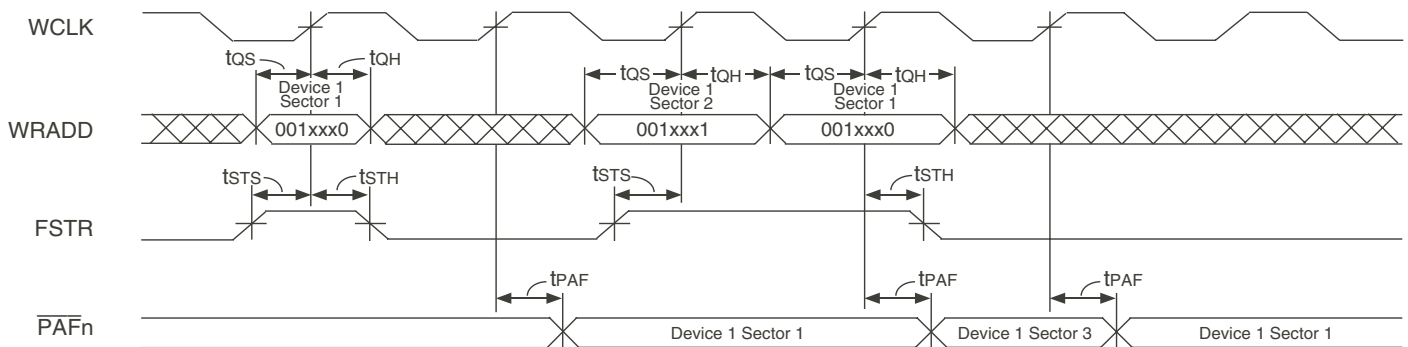 WCLK
tQS tQH tQS tQH tQS tQH
Device 1
Sector 1
Device 1
Sector 2
Device 1
Sector 1
WRADD 001xxx0 001xxx1 001xxx0
tSTS tSTH tSTS tSTH
FSTR
tPAF tPAF tPAF
PAFn Device 1 Sector 1 Device 1 Sector 3 Device 1 Sector 1